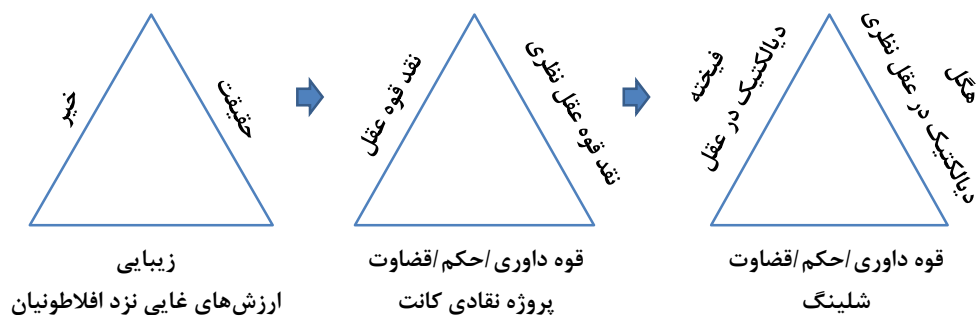 خیر
حقیقت
زیبایی
ارزش‌های غایی نزد افلاطونیان
نقد قوه عقل
نقد قوه عقل نظری
قوه داوری/حکم/قضاوت
پروژه نقادی کانت
فیخته
دیالکتیک در عقل
هگل
دیالکتیک در عقل نظری
قوه داوری/حکم/قضاوت
شلینگ